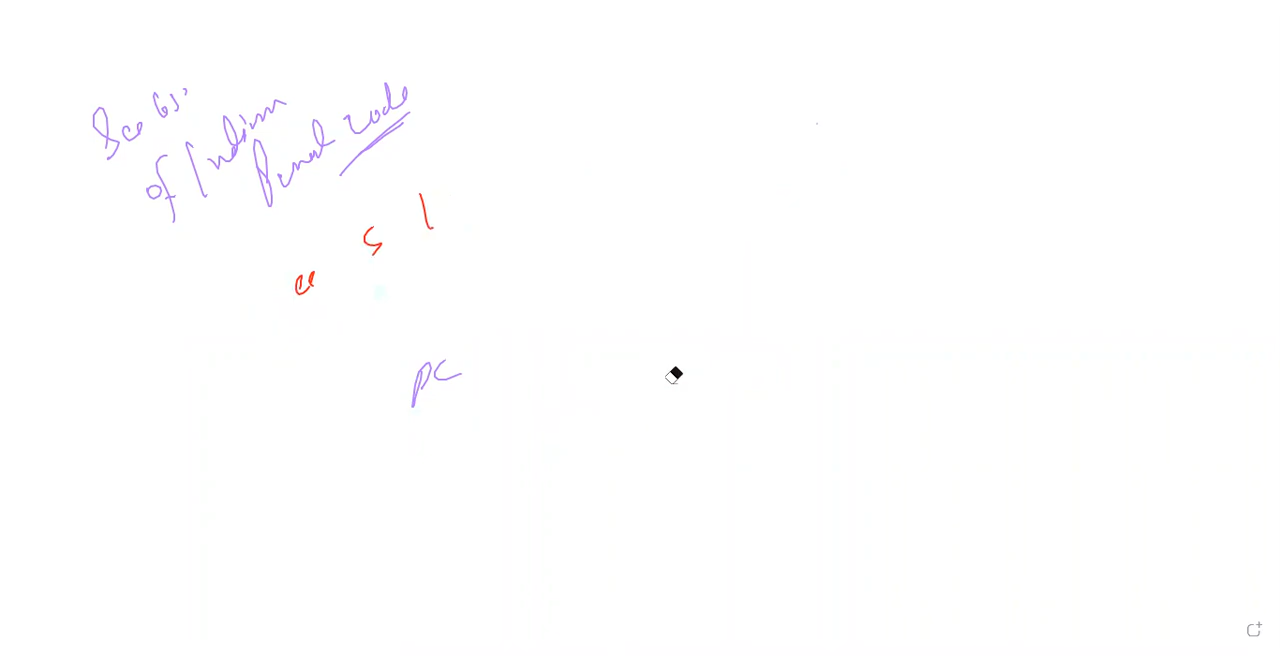 Sec 65
of Indian
Penal Code
S
PC